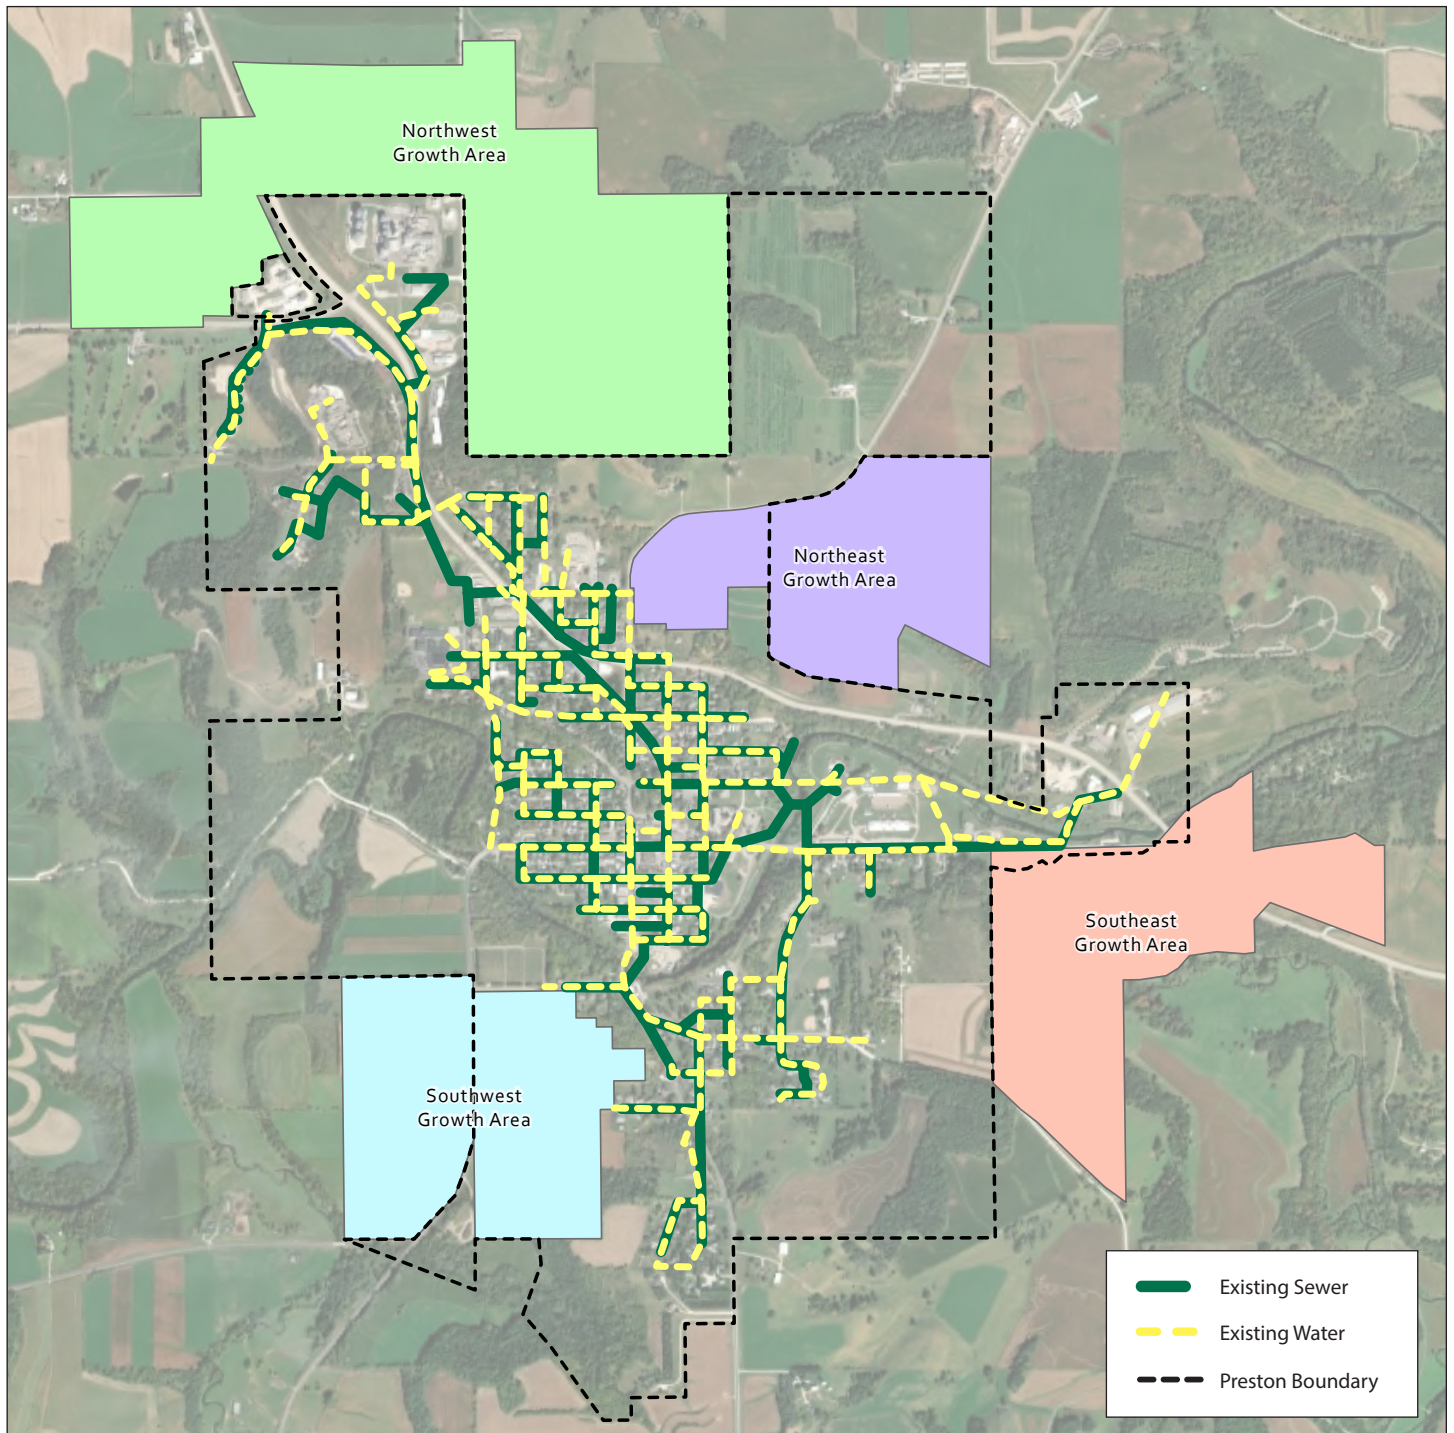 Northwest
Growth Area
Northeast
Growth Area
Southeast
Growth Area
Southwest
Growth Area
Existing Sewer
Existing Water
Preston Boundary